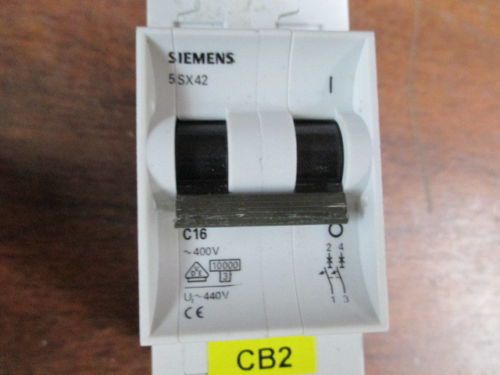 SIEMENS
5SX42
I
C16
O
~400V
2 4
10000
3
1 3
Ui~440V
CE
CB2